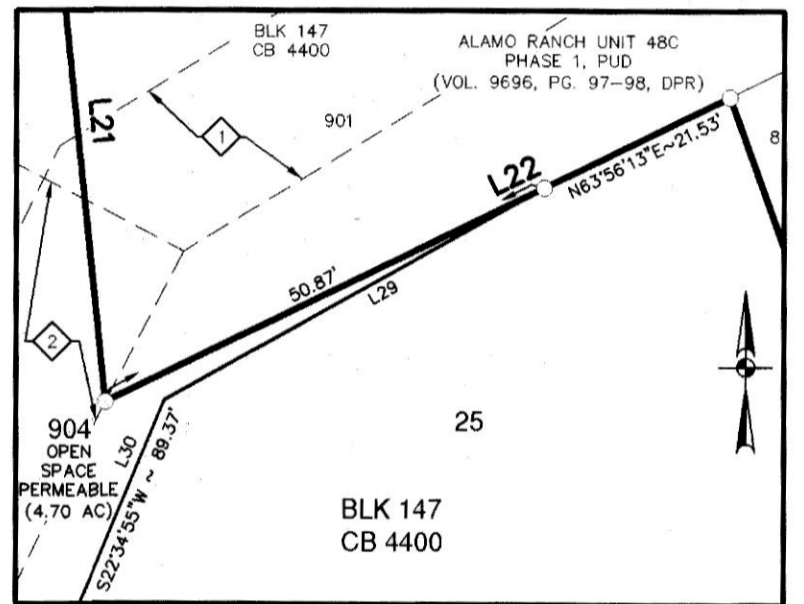 BLK 147
CB 4400
ALAMO RANCH UNIT 48C
PHASE 1, PUD
(VOL. 9696, PG. 97–98, DPR)
L21
1
901
8
L22
N63°56'13"E~21.53'
50.87'
L29
2
904
OPEN
SPACE
PERMEABLE
(4.70 AC)
L30
S22°34'55"W ~ 89.37'
25
BLK 147
CB 4400